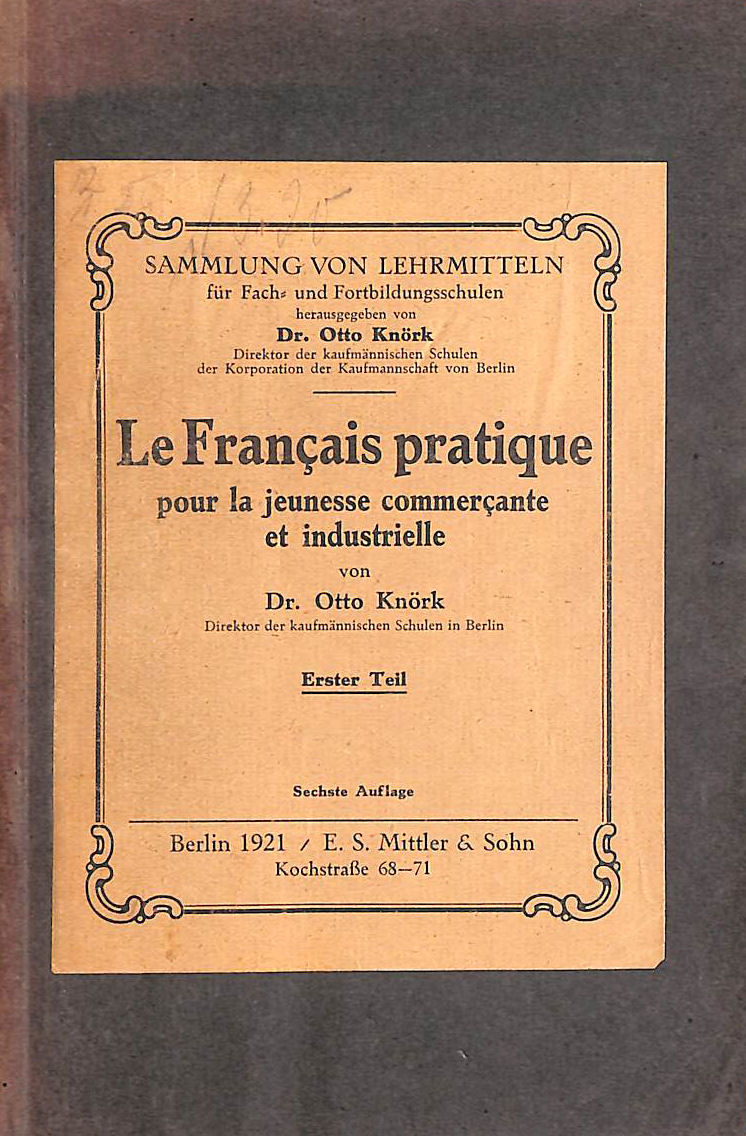 SAMMLUNG VON LEHRMITTELN
für Fach- und Fortbildungsschulen
herausgegeben von
Dr. Otto Knörk
Direktor der kaufmännischen Schulen
der Korporation der Kaufmannschaft von Berlin
Le Français pratique
pour la jeunesse commerçante
et industrielle
von
Dr. Otto Knörk
Direktor der kaufmännischen Schulen in Berlin
Erster Teil
Sechste Auflage
Berlin 1921 / E. S. Mittler & Sohn
Kochstraße 68—71